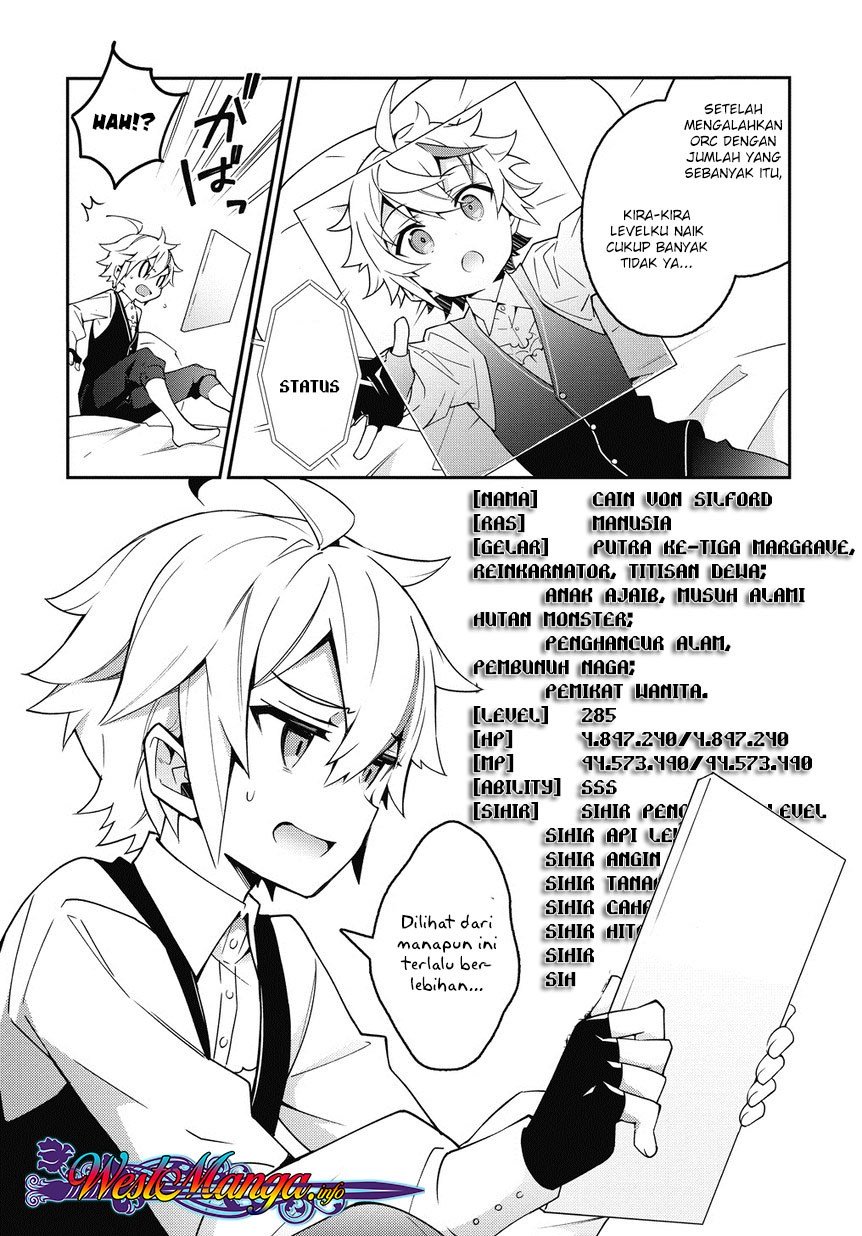 SETELAH
MENGALAHKAN
ORC DENGAN
JUMLAH YANG
SEBANYAK ITU,
KIRA-KIRA
LEVELKU NAIK
CUKUP BANYAK
TIDAK YA...
STATUS
がばっ
HAH!?
[NAMA] CAIN VON SILFORD
[RAS] MANUSIA
[GELAR] PUTRA KE-TIGA MARGRAVE,
REINKARNATOR, TITISAN DEWA;
ANAK AJAIB, MUSUH ALAMI
HUTAN MONSTER;
PENGHANCUR ALAM,
PEMBUNUH NAGA;
PEMIKAT WANITA.
[LEVEL] 285
[HP] 4.897.240/4.897.240
[MP] 94.573.490/94.573.490
[ABILITY] SSS
[SIHIR] SIHIR LEVEL
SIHIR API
SIHIR ANGIN
SIHIR
SIHIR
SIHIR
SIHIR
Dilihat dari
manapun ini
terlalu ber-
lebihan...
WestManga.info